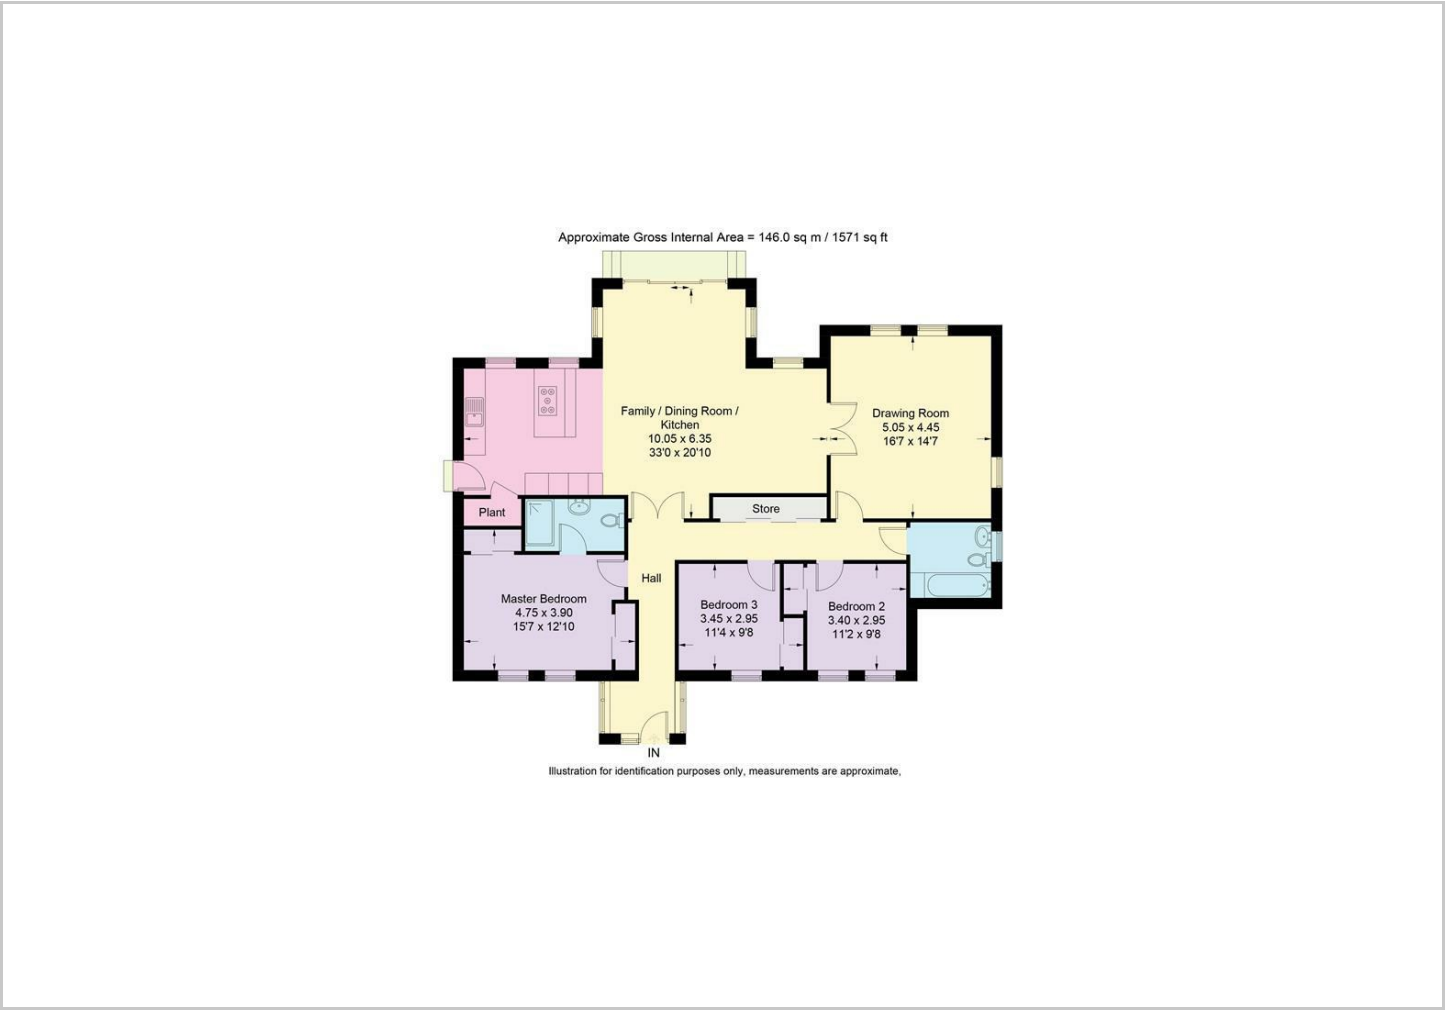 Approximate Gross Internal Area = 146.0 sq m / 1571 sq ft
Family / Dining Room /
Kitchen
10.05 x 6.35
33'0 x 20'10
Drawing Room
5.05 x 4.45
16'7 x 14'7
Plant
Store
Hall
Master Bedroom
4.75 x 3.90
15'7 x 12'10
Bedroom 3
3.45 x 2.95
11'4 x 9'8
Bedroom 2
3.40 x 2.95
11'2 x 9'8
IN
Illustration for identification purposes only, measurements are approximate,